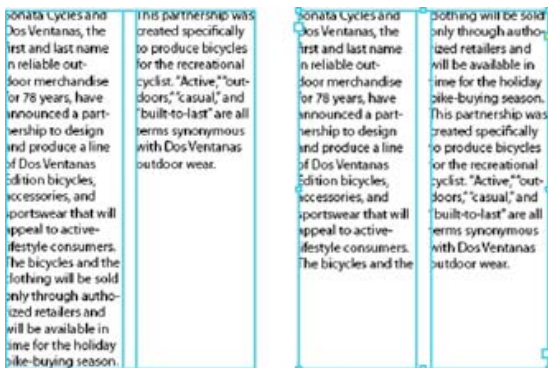 Sonata Cycles and
Dos Ventanas, the
first and last name
in reliable out-
door merchandise
for 78 years, have
announced a part-
nership to design
and produce a line
of Dos Ventanas
Edition bicycles,
accessories, and
sportswear that will
appeal to active-
lifestyle consumers.
The bicycles and the
clothing will be sold
only through autho-
ized retailers and
will be available in
time for the holiday
bike-buying season.
This partnership was
created specifically
to produce bicycles
for the recreational
cyclist. "Active," "out-
doors," "casual," and
"built-to-last" are all
terms synonymous
with Dos Ventanas
outdoor wear.
Sonata Cycles and
Dos Ventanas, the
first and last name
in reliable out-
door merchandise
for 78 years, have
announced a part-
nership to design
and produce a line
of Dos Ventanas
Edition bicycles,
accessories, and
sportswear that will
appeal to active-
lifestyle consumers.
The bicycles and the
clothing will be sold
only through autho-
ized retailers and
will be available in
time for the holiday
bike-buying season.
This partnership was
created specifically
to produce bicycles
for the recreational
cyclist. "Active," "out-
doors," "casual," and
"built-to-last" are all
terms synonymous
with Dos Ventanas
outdoor wear.